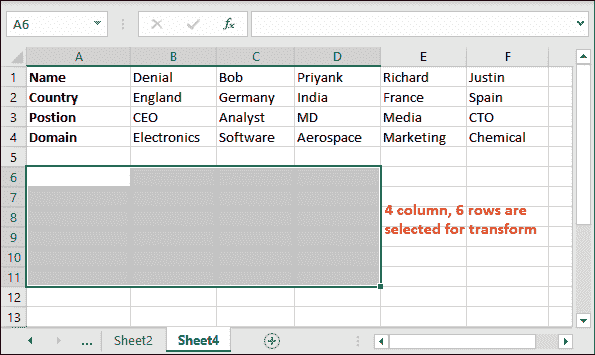 A6 fx
A B C D E F
1 Name Denial Bob Priyank Richard Justin
2 Country England Germany India France Spain
3 Postion CEO Analyst MD Media CTO
4 Domain Electronics Software Aerospace Marketing Chemical
5
6
7
8
9
10
11
12
13
4 column, 6 rows are
selected for transform
... Sheet2 Sheet4